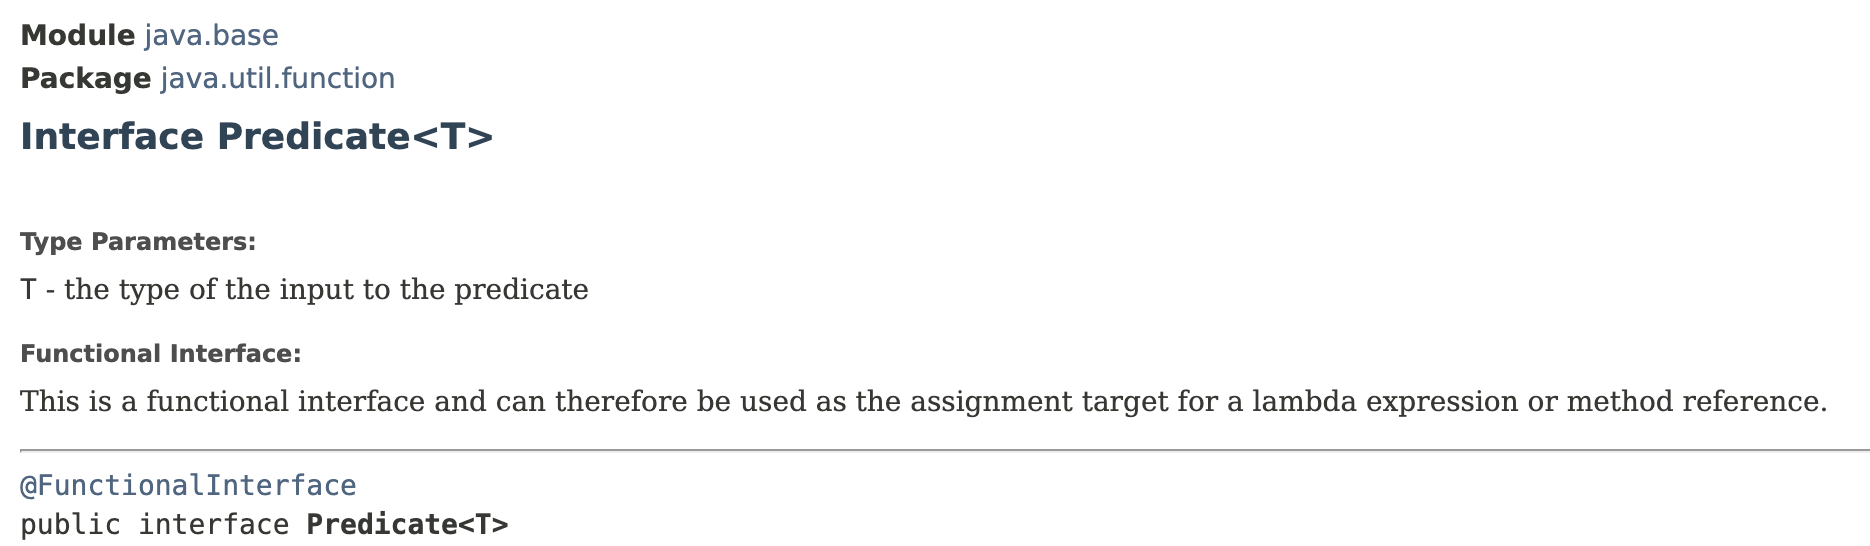 Module java.base
Package java.util.function
Interface Predicate<T>
Type Parameters:
T - the type of the input to the predicate
Functional Interface:
This is a functional interface and can therefore be used as the assignment target for a lambda expression or method reference.
@FunctionalInterface
public interface Predicate<T>